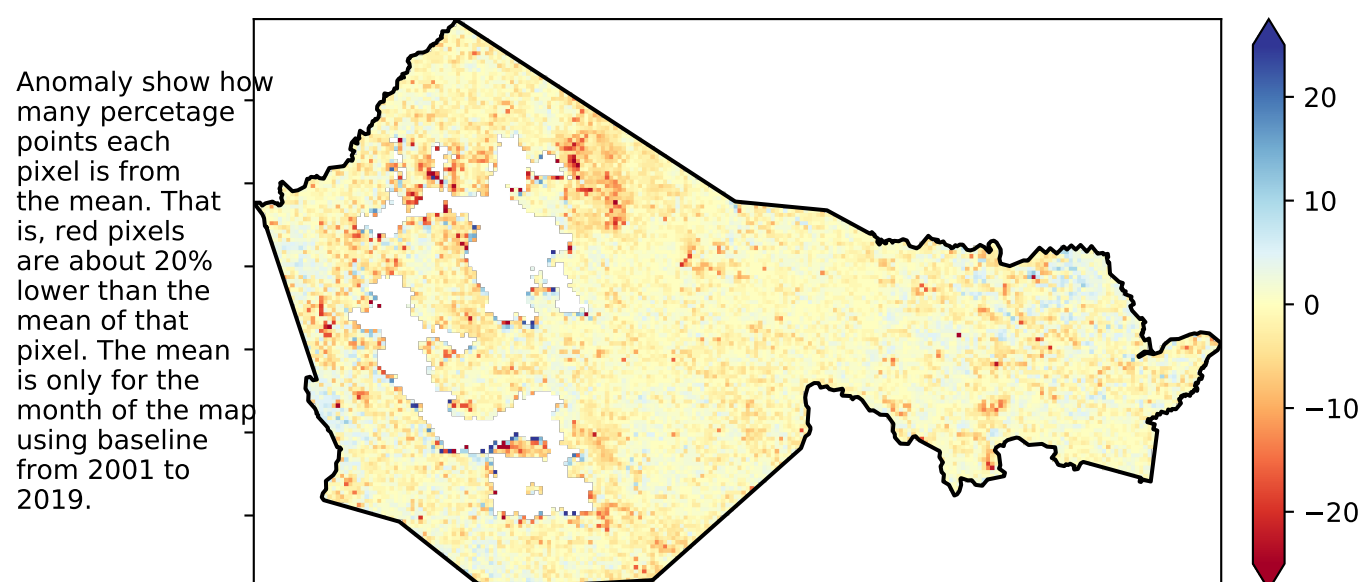 Anomaly show how
many percetage
points each
pixel is from
the mean. That
is, red pixels
are about 20%
lower than the
mean of that
pixel. The mean
is only for the
month of the map
using baseline
from 2001 to
2019.
20
10
0
−10
−20